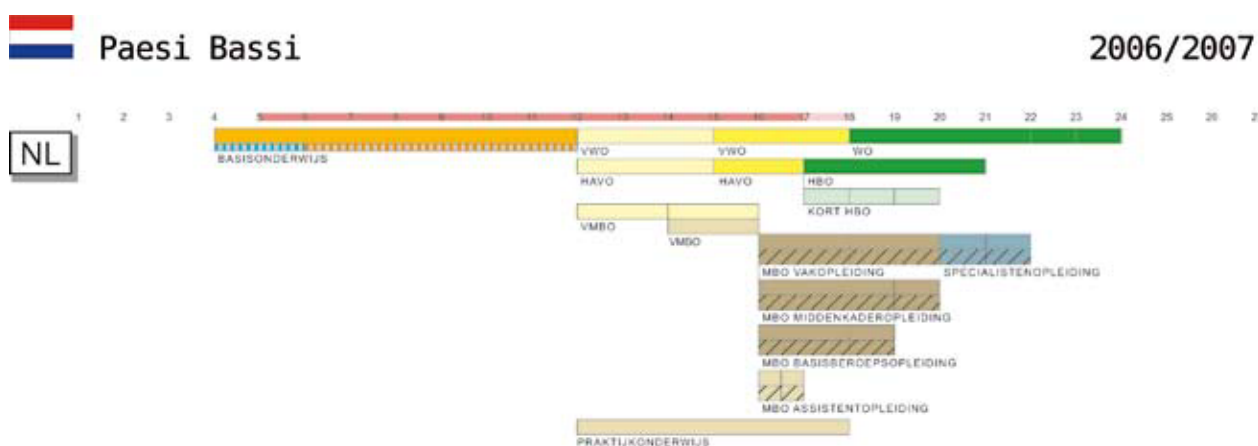 Paesi Bassi 2006/2007
1 2 3 4 5 6 7 8 9 10 11 12 13 14 15 16 17 18 19 20 21 22 23 24 25 26 2
NL
BASISONDERWIJS VWO VWO WO
HAVO HAVO HBO
KORT HBO
VMBO
VMBO
MBO VAKOPLEIDING SPECIALISTENOPLEIDING
MBO MIDDENKADEROPLEIDING
MBO BASISBEROEPSOPLEIDING
MBO ASSISTENTOPLEIDING
PRAKTIJKONDERWIJS